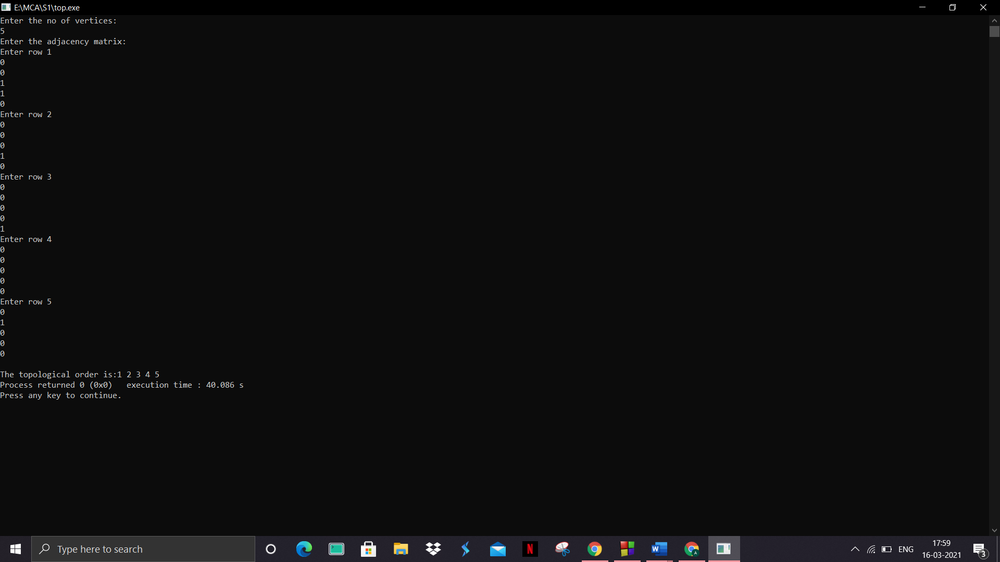 E:\MCA\S1\top.exe
Enter the no of vertices:
5
Enter the adjacency matrix:
Enter row 1
0
0
1
1
0
Enter row 2
0
0
0
1
0
Enter row 3
0
0
0
0
1
Enter row 4
0
0
0
0
0
Enter row 5
0
1
0
0
0
The topological order is:1 2 3 4 5
Process returned 0 (0x0)   execution time : 40.086 s
Press any key to continue.
Type here to search
N
W
A
ENG
17:59
16-03-2021
3